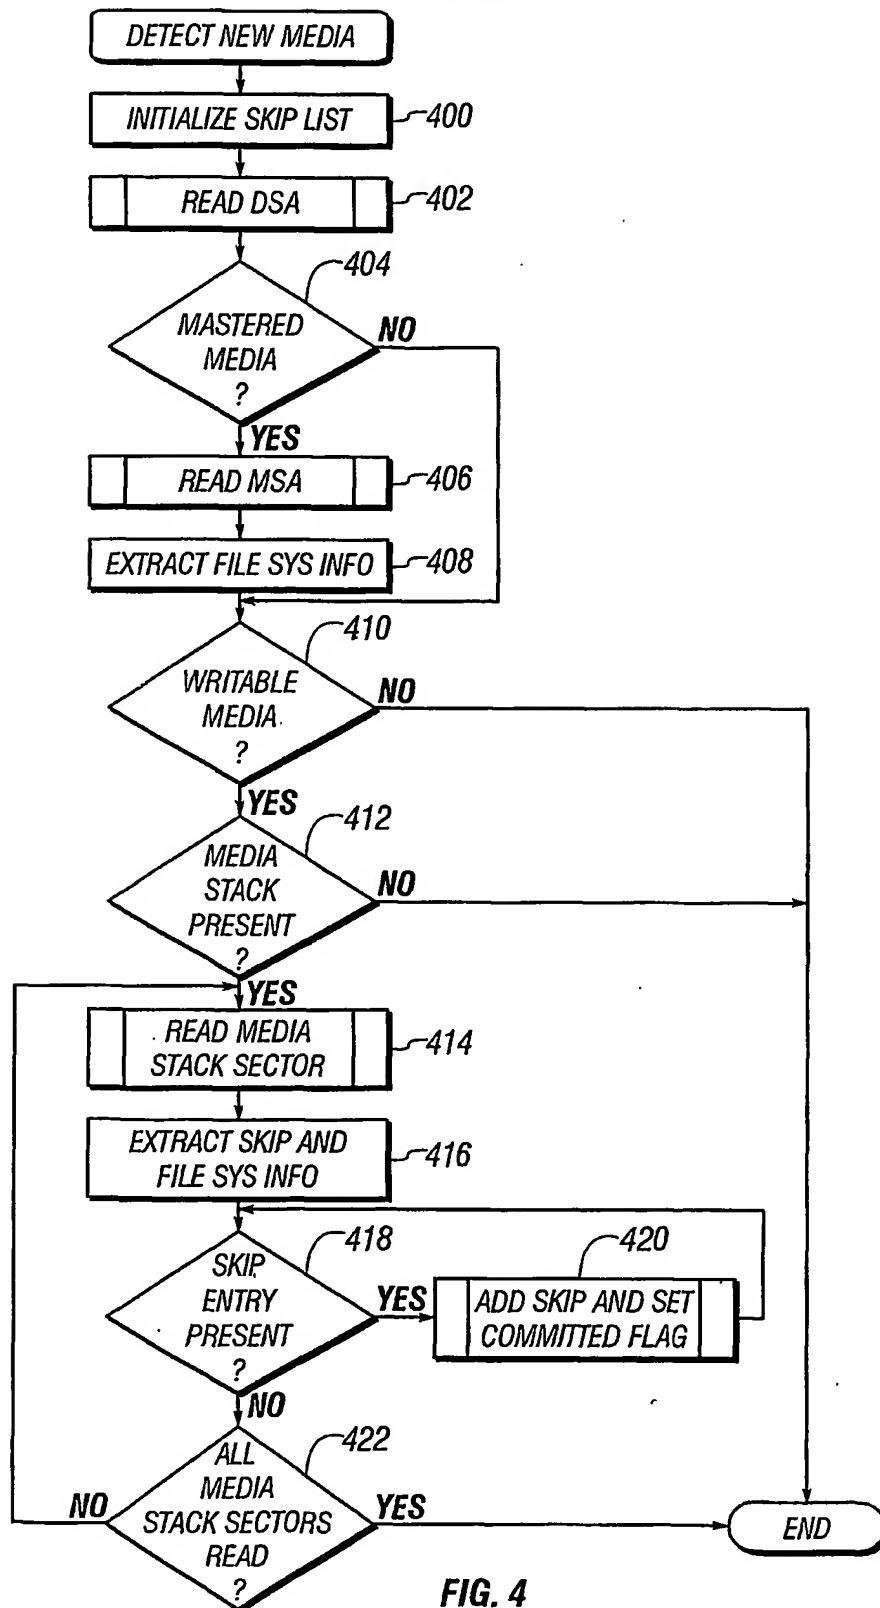 DETECT NEW MEDIA
INITIALIZE SKIP LIST
400
READ DSA
402
404
MASTERED
MEDIA
?
NO
YES
READ MSA
406
EXTRACT FILE SYS INFO
408
410
WRITABLE
MEDIA
?
NO
YES
412
MEDIA
STACK
PRESENT
?
NO
YES
READ MEDIA
STACK SECTOR
414
EXTRACT SKIP AND
FILE SYS INFO
416
418
SKIP
ENTRY
PRESENT
?
YES
420
ADD SKIP AND SET
COMMITTED FLAG
NO
422
ALL
MEDIA
STACK SECTORS
READ
?
NO
YES
END
FIG. 4